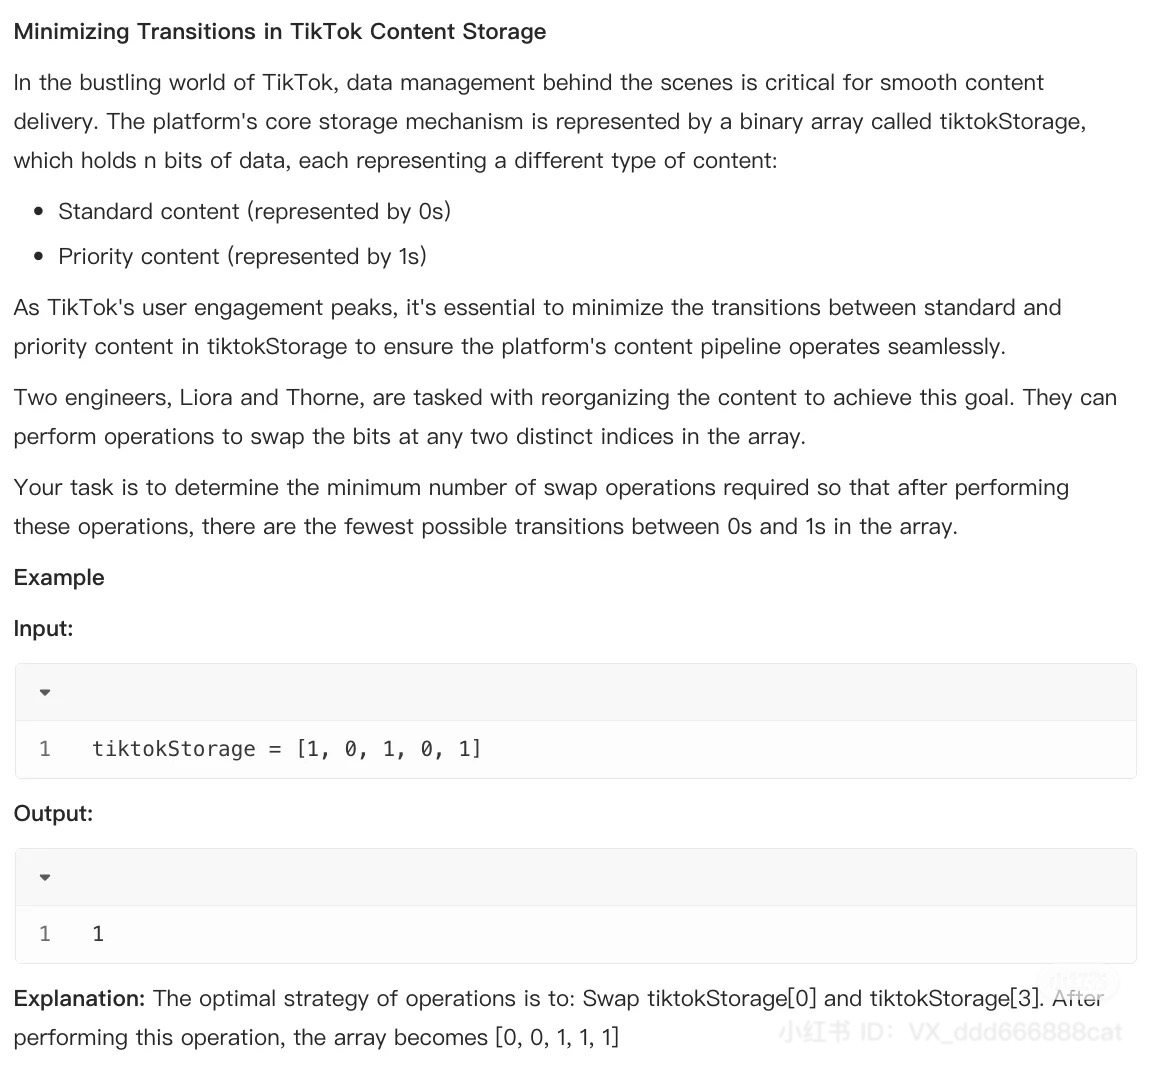 Minimizing Transitions in TikTok Content Storage
In the bustling world of TikTok, data management behind the scenes is critical for smooth content
delivery. The platform's core storage mechanism is represented by a binary array called tiktokStorage,
which holds n bits of data, each representing a different type of content:
• Standard content (represented by 0s)
• Priority content (represented by 1s)
As TikTok's user engagement peaks, it's essential to minimize the transitions between standard and
priority content in tiktokStorage to ensure the platform's content pipeline operates seamlessly.
Two engineers, Liora and Thorne, are tasked with reorganizing the content to achieve this goal. They can
perform operations to swap the bits at any two distinct indices in the array.
Your task is to determine the minimum number of swap operations required so that after performing
these operations, there are the fewest possible transitions between 0s and 1s in the array.
Example
Input:
1 tiktokStorage = [1, 0, 1, 0, 1]
Output:
1 1
Explanation: The optimal strategy of operations is to: Swap tiktokStorage[0] and tiktokStorage[3]. After
performing this operation, the array becomes [0, 0, 1, 1, 1]
小红书 ID: VX_ddd666888cat